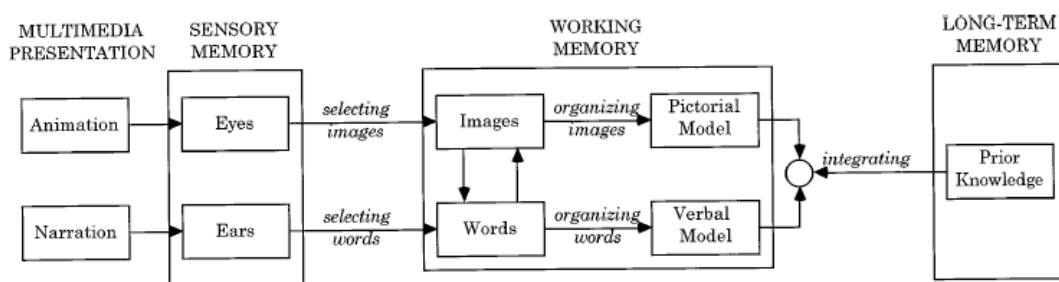 MULTIMEDIA
PRESENTATION
SENSORY
MEMORY
WORKING
MEMORY
LONG-TERM
MEMORY
Animation
Eyes
selecting
images
Images
organizing
images
Pictorial
Model
integrating
Prior
Knowledge
Narration
Ears
selecting
words
Words
organizing
words
Verbal
Model